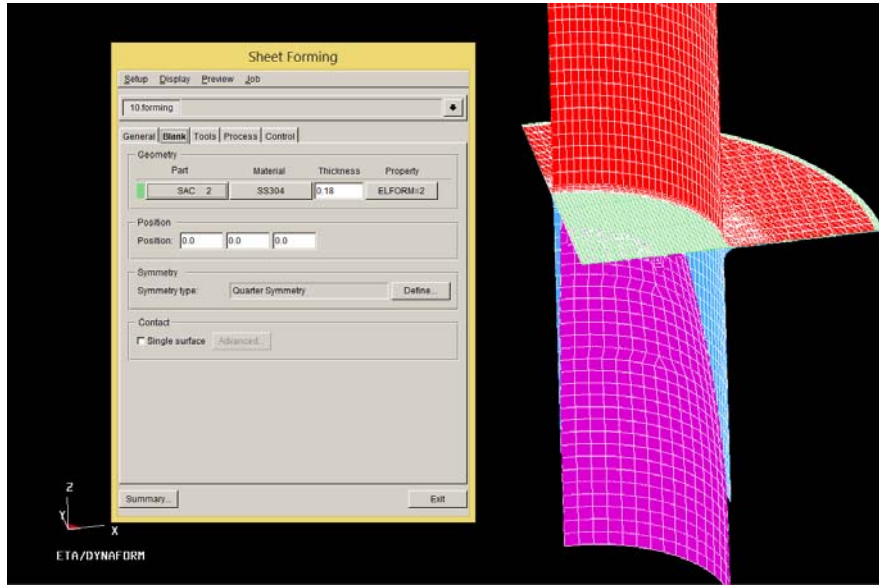 Sheet Forming
Setup Display Preview Job
10.forming
General Blank Tools Process Control
Geometry
Part Material Thickness Property
SAC 2 SS304 0.18 ELFORM=2
Position
Position: 0.0 0.0 0.0
Symmetry
Symmetry type: Quarter Symmetry Define...
Contact
Single surface Advanced...
Summary... Exit
Z
Y
X
ETA/DYNAFORM